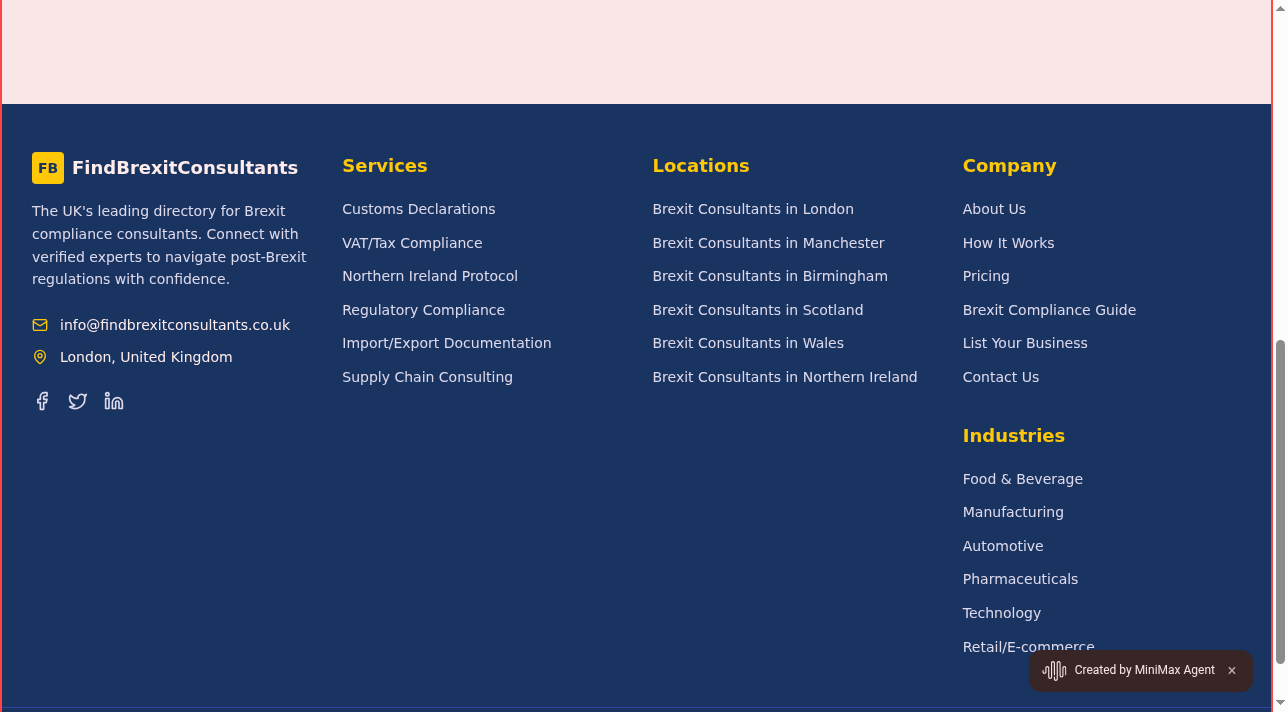 FB FindBrexitConsultants
The UK's leading directory for Brexit
compliance consultants. Connect with
verified experts to navigate post-Brexit
regulations with confidence.
info@findbrexitconsultants.co.uk
London, United Kingdom
Services
Customs Declarations
VAT/Tax Compliance
Northern Ireland Protocol
Regulatory Compliance
Import/Export Documentation
Supply Chain Consulting
Locations
Brexit Consultants in London
Brexit Consultants in Manchester
Brexit Consultants in Birmingham
Brexit Consultants in Scotland
Brexit Consultants in Wales
Brexit Consultants in Northern Ireland
Company
About Us
How It Works
Pricing
Brexit Compliance Guide
List Your Business
Contact Us
Industries
Food & Beverage
Manufacturing
Automotive
Pharmaceuticals
Technology
Retail/E-commerce
Created by MiniMax Agent